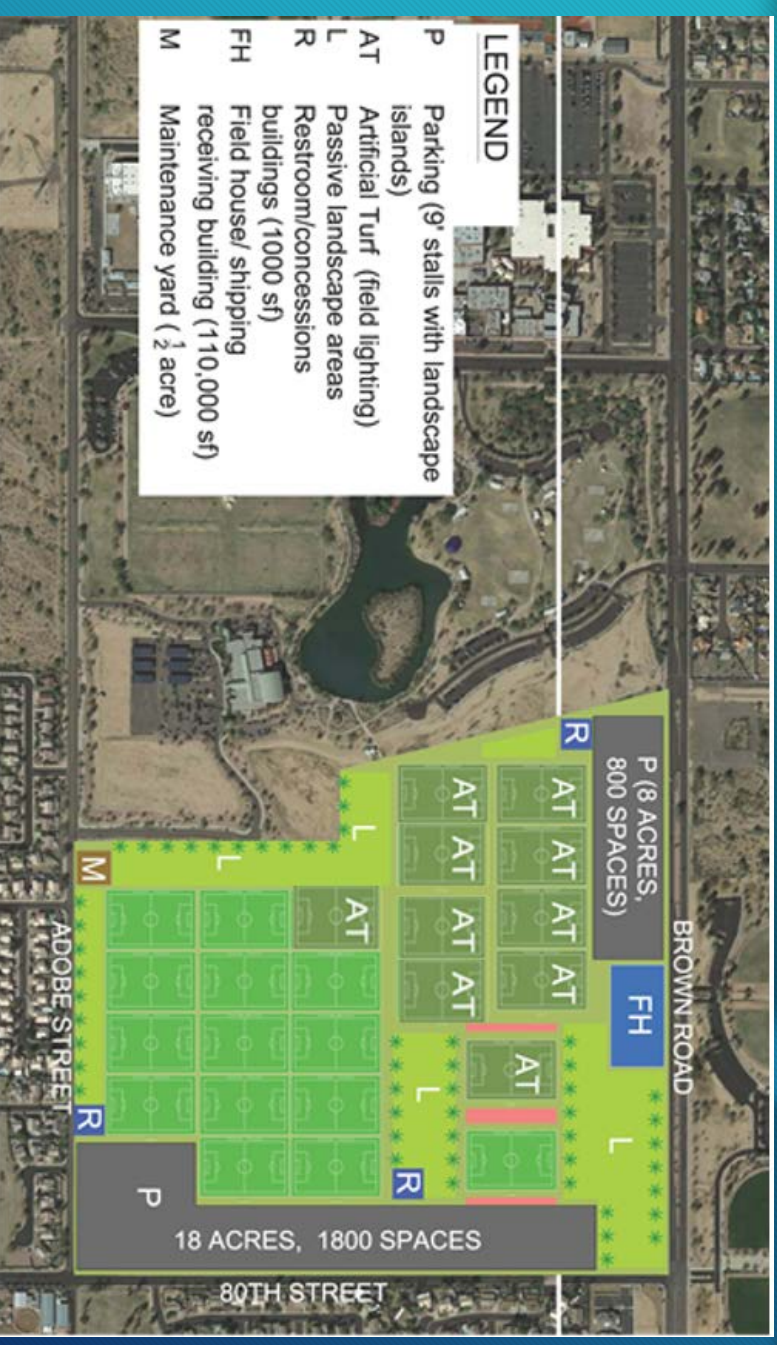 LEGEND
P Parking (9' stalls with landscape
islands)
AT Artificial Turf (field lighting)
L Passive landscape areas
R Restroom/concessions
buildings (1000 sf)
FH Field house/ shipping
receiving building (110,000 sf)
M Maintenance yard ( 1/2 acre)
BROWN ROAD
P (8 ACRES,
800 SPACES)
FH
R
L
AT
AT
AT
AT
AT
AT
AT
AT
AT
L
L
AT
L
R
M
R
P
18 ACRES, 1800 SPACES
ADOBE STREET
80TH STREET